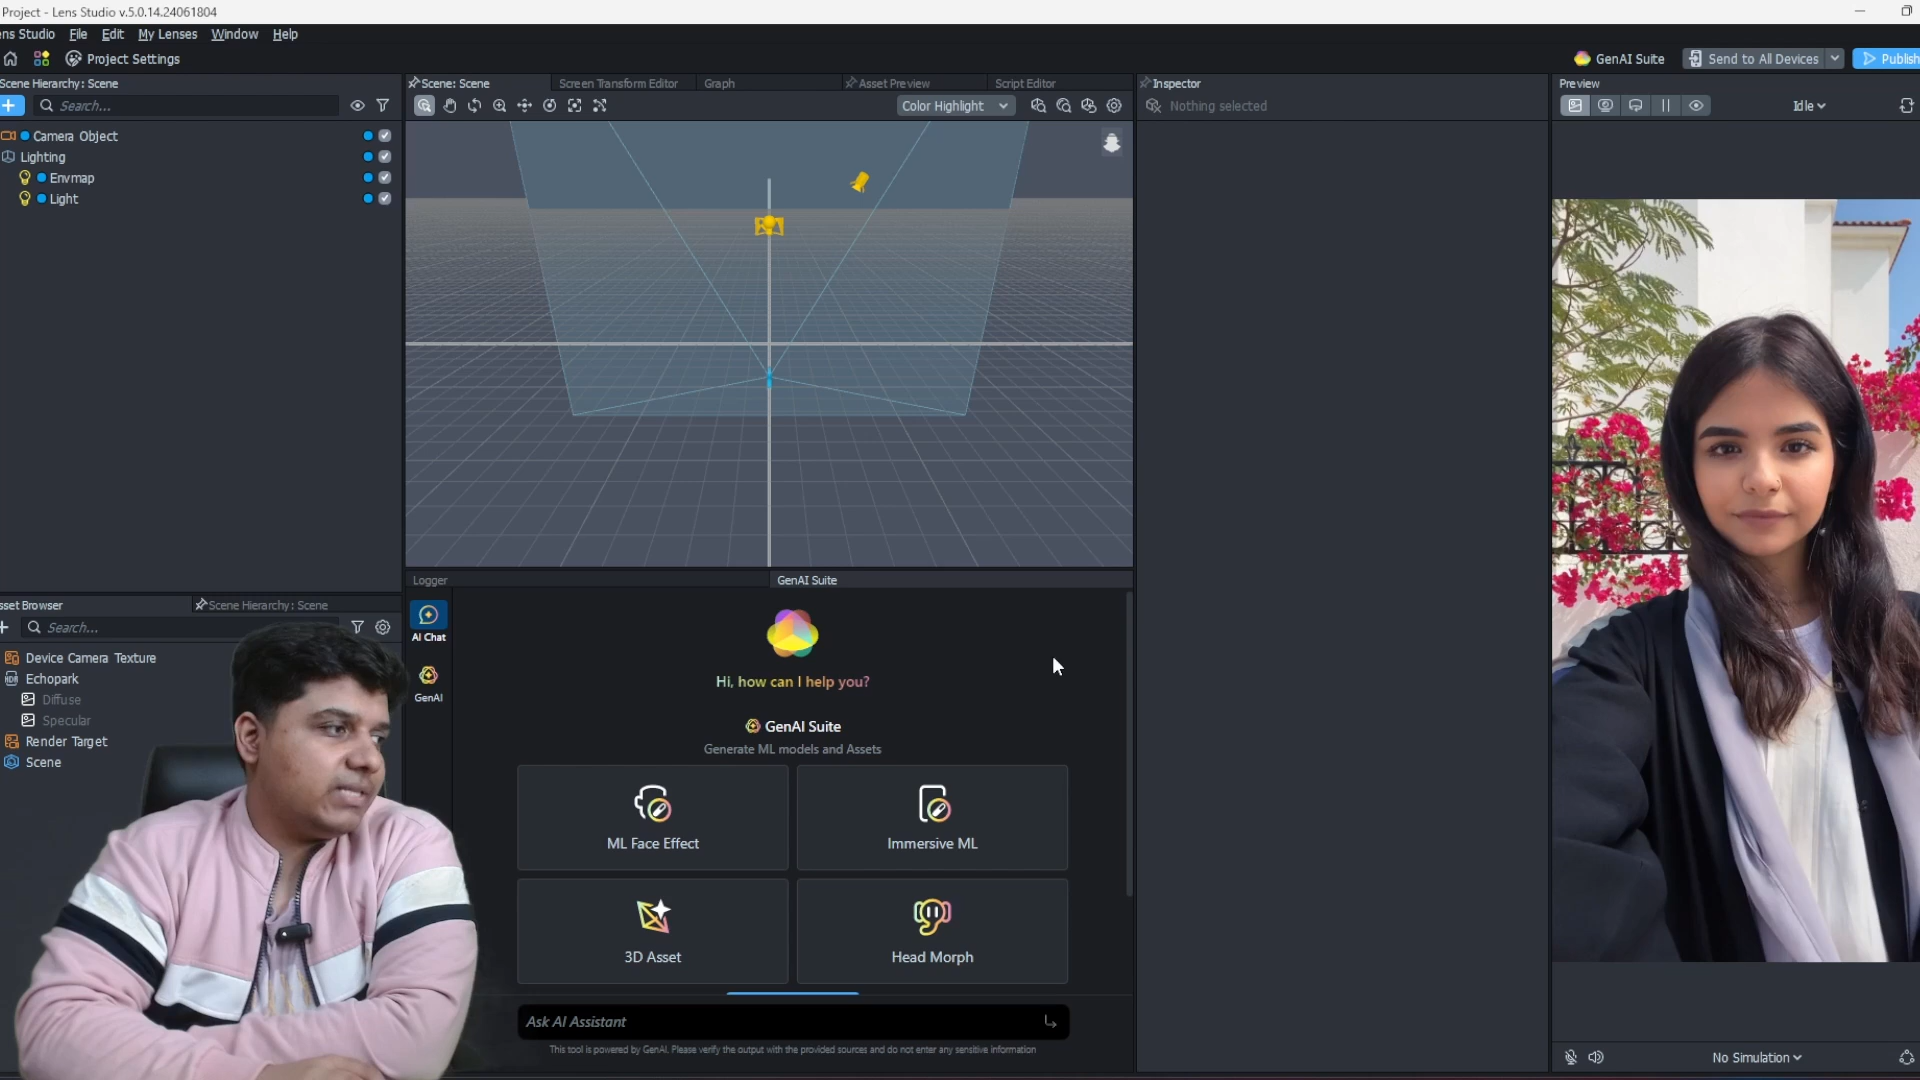 Project - Lens Studio v.5.0.14.24061804
ens Studio File Edit My Lenses Window Help
Project Settings
GenAI Suite
Send to All Devices
Publish
Scene Hierarchy: Scene
Search...
Camera Object
Lighting
Envmap
Light
Scene: Scene
Screen Transform Editor
Graph
Asset Preview
Script Editor
Color Highlight
Inspector
Nothing selected
Preview
Idle
sset Browser
Scene Hierarchy: Scene
Search...
Device Camera Texture
HDR
Echopark
Diffuse
Specular
Render Target
Scene
Logger
GenAI Suite
AI Chat
GenAI
Hi, how can I help you?
GenAI Suite
Generate ML models and Assets
ML Face Effect
Immersive ML
3D Asset
Head Morph
Ask AI Assistant
This tool is powered by GenAI. Please verify the output with the provided sources and do not enter any sensitive information
No Simulation